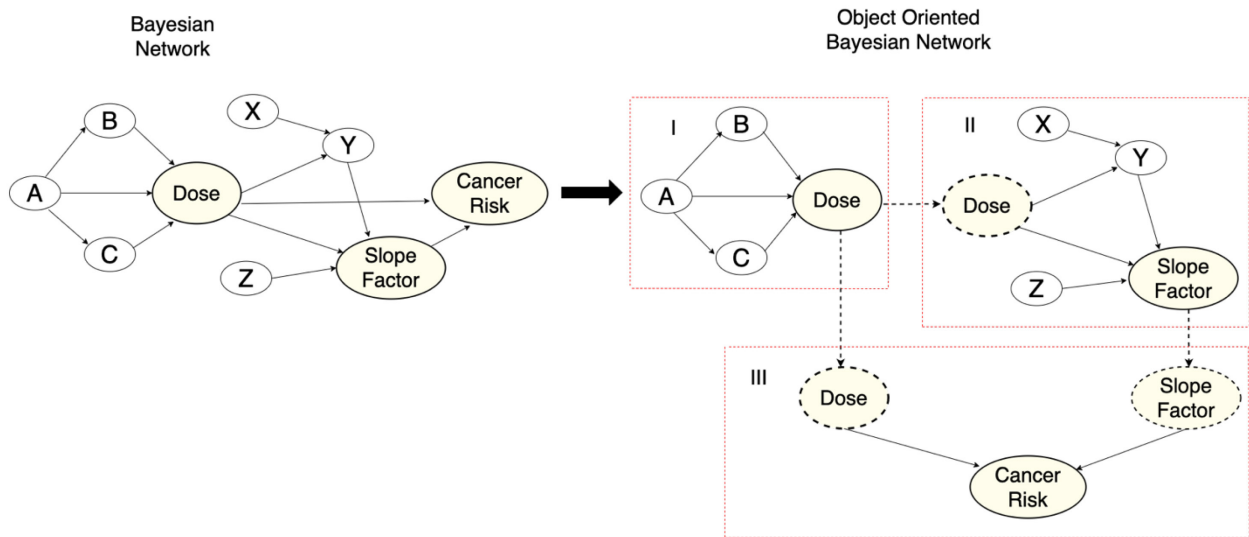 Bayesian
Network
B
X
Y
A
Dose
Cancer
Risk
C
Z
Slope
Factor
Object Oriented
Bayesian Network
I
B
A
Dose
C
II
X
Y
Dose
Z
Slope
Factor
III
Dose
Slope
Factor
Cancer
Risk